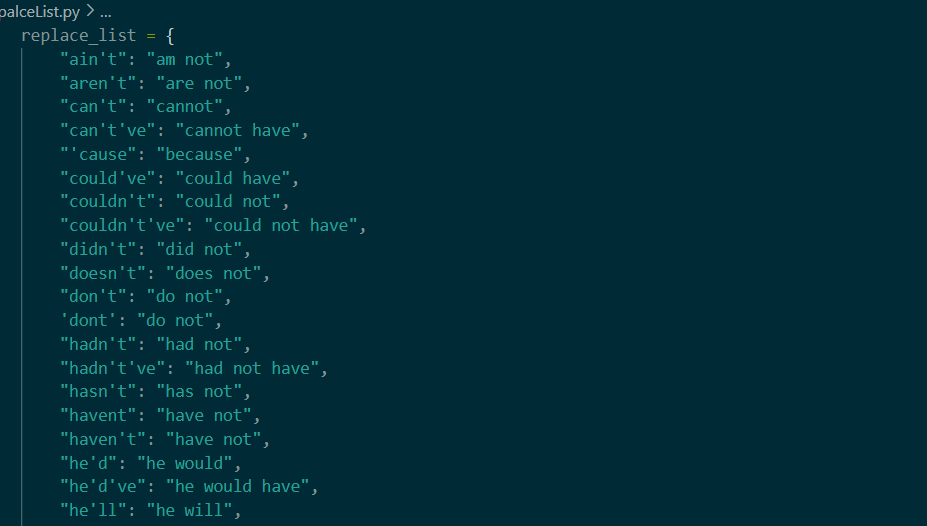 palceList.py > ...
replace_list = {
"ain't": "am not",
"aren't": "are not",
"can't": "cannot",
"can't've": "cannot have",
"'cause": "because",
"could've": "could have",
"couldn't": "could not",
"couldn't've": "could not have",
"didn't": "did not",
"doesn't": "does not",
"don't": "do not",
'dont': "do not",
"hadn't": "had not",
"hadn't've": "had not have",
"hasn't": "has not",
"havent": "have not",
"haven't": "have not",
"he'd": "he would",
"he'd've": "he would have",
"he'll": "he will",